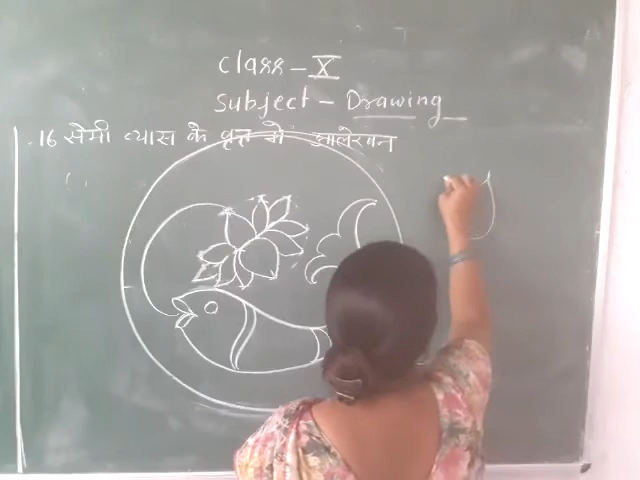 Class - X
Subject - Drawing
16 सेमी व्यास के वृत्त में आलेखन